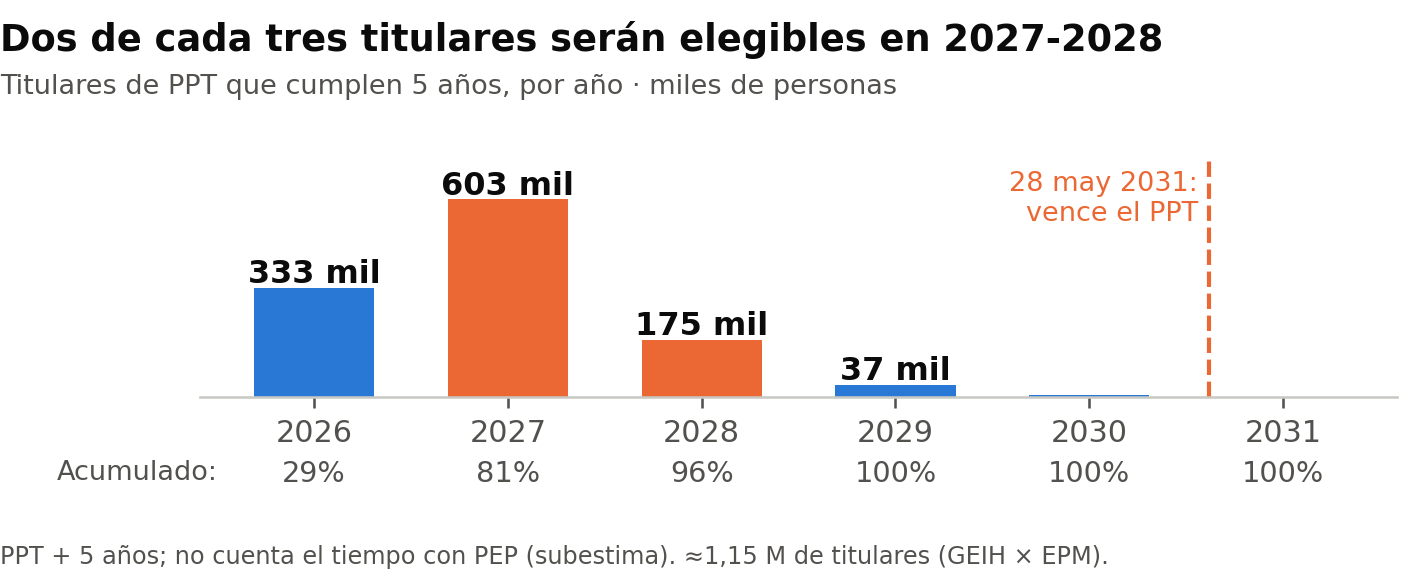 Dos de cada tres titulares serán elegibles en 2027-2028
Titulares de PPT que cumplen 5 años, por año · miles de personas
28 may 2031:
vence el PPT
603 mil
333 mil
175 mil
37 mil
2026 2027 2028 2029 2030 2031
Acumulado: 29% 81% 96% 100% 100% 100%
PPT + 5 años; no cuenta el tiempo con PEP (subestima). ≈1,15 M de titulares (GEIH × EPM).